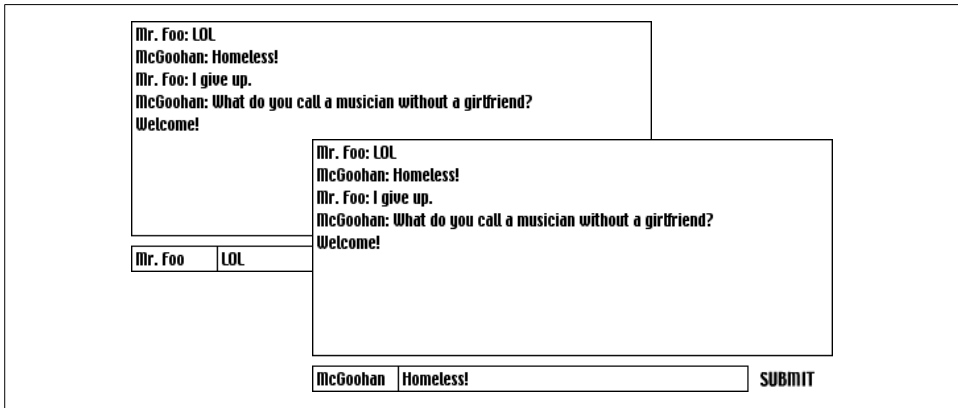 Mr. Foo: LOL
McGoohan: Homeless!
Mr. Foo: I give up.
McGoohan: What do you call a musician without a girlfriend?
Welcome!
Mr. Foo LOL
Mr. Foo: LOL
McGoohan: Homeless!
Mr. Foo: I give up.
McGoohan: What do you call a musician without a girlfriend?
Welcome!
McGoohan Homeless! SUBMIT